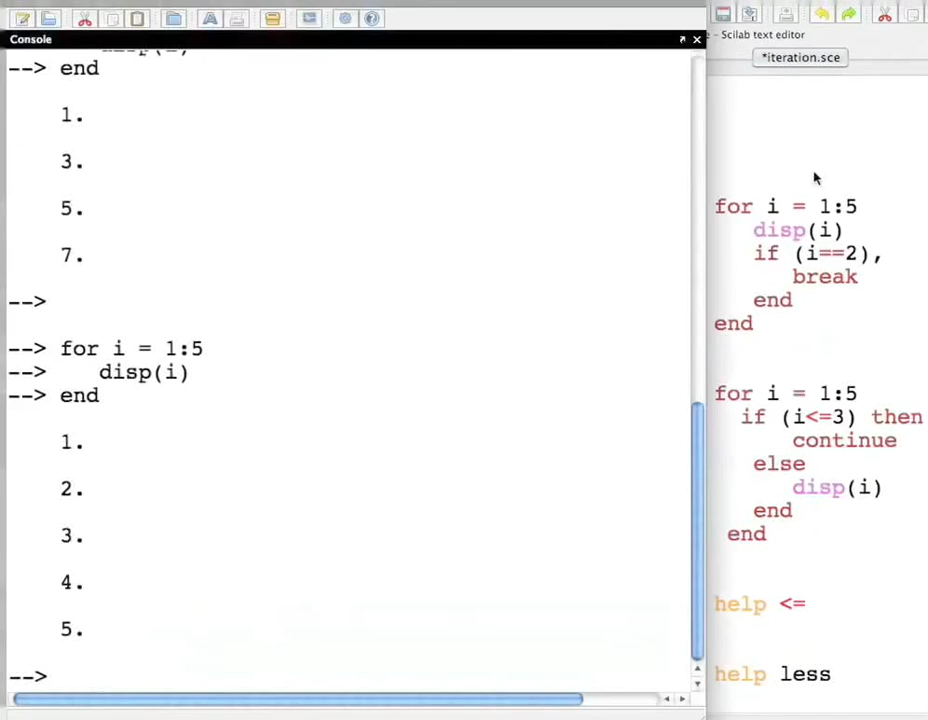 Console
--> end
1.
3.
5.
7.
-->
--> for i = 1:5
--> disp(i)
--> end
1.
2.
3.
4.
5.
-->
- Scilab text editor
*iteration.sce
for i = 1:5
disp(i)
if (i==2),
break
end
end
for i = 1:5
if (i<=3) then
continue
else
disp(i)
end
end
help <=
help less